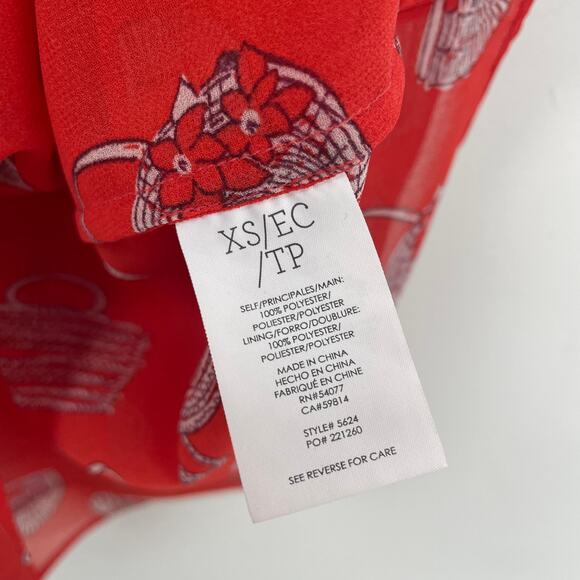 XS/EC
/TP
SELF/PRINCIPALES/MAIN:
100% POLYESTER/
POLIESTER/POLYESTER
LINING/FORRO/DOUBLURE:
100% POLYESTER/
POLIESTER/POLYESTER
MADE IN CHINA
HECHO EN CHINA
FABRIQUÉ EN CHINE
RN#54077
CA#59814
STYLE# 5624
PO# 221260
SEE REVERSE FOR CARE